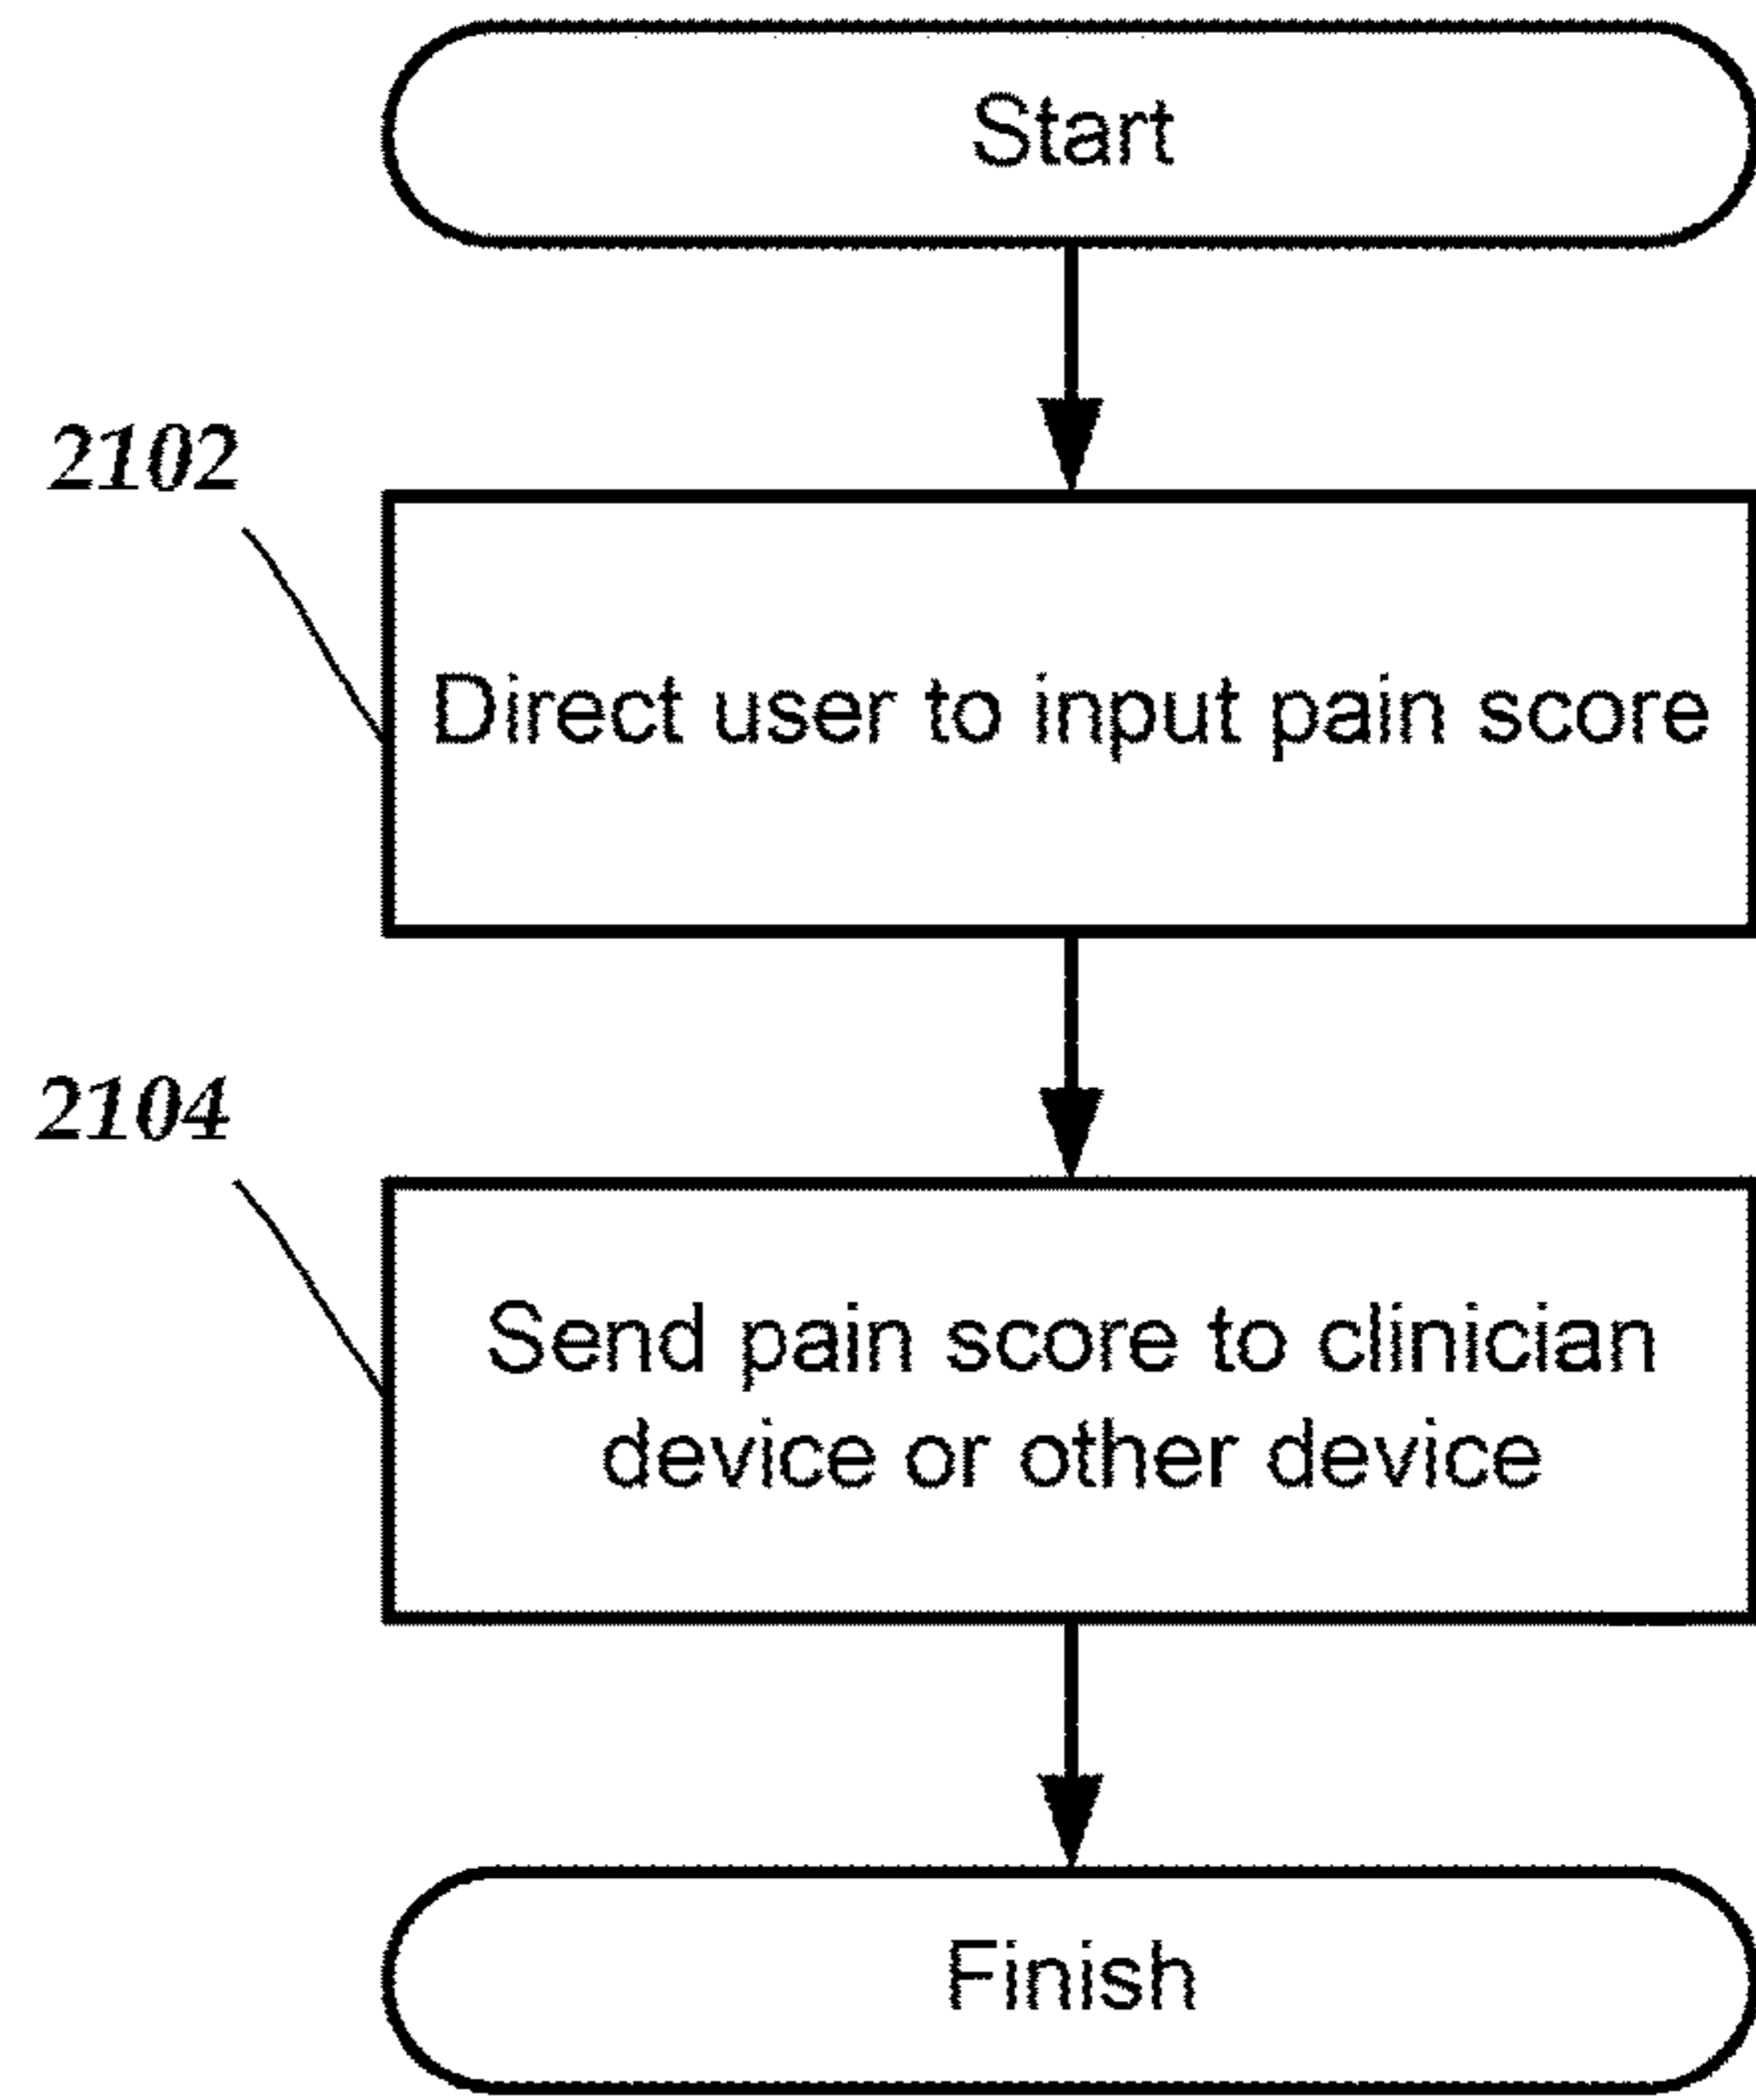 Start
2102
Direct user to input pain score
2104
Send pain score to clinician
device or other device
Finish